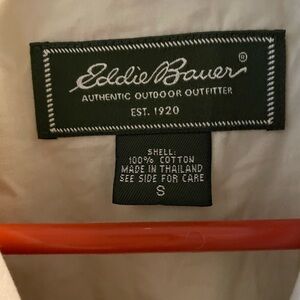 Eddie Bauer ®
AUTHENTIC OUTDOOR OUTFITTER
EST. 1920
SHELL:
100% COTTON
MADE IN THAILAND
SEE SIDE FOR CARE
S